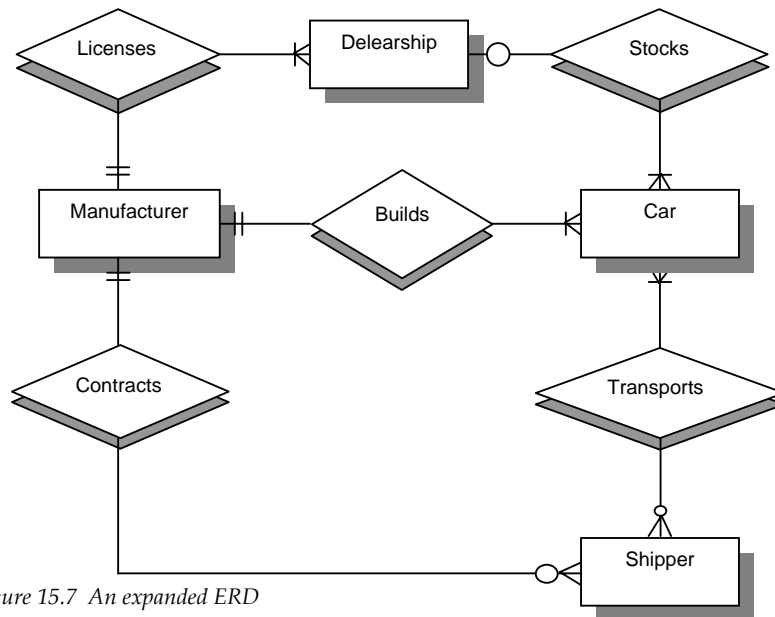 Licenses
Delearship
Stocks
Manufacturer
Builds
Car
Contracts
Transports
Shipper
ure 15.7 An expanded ERD